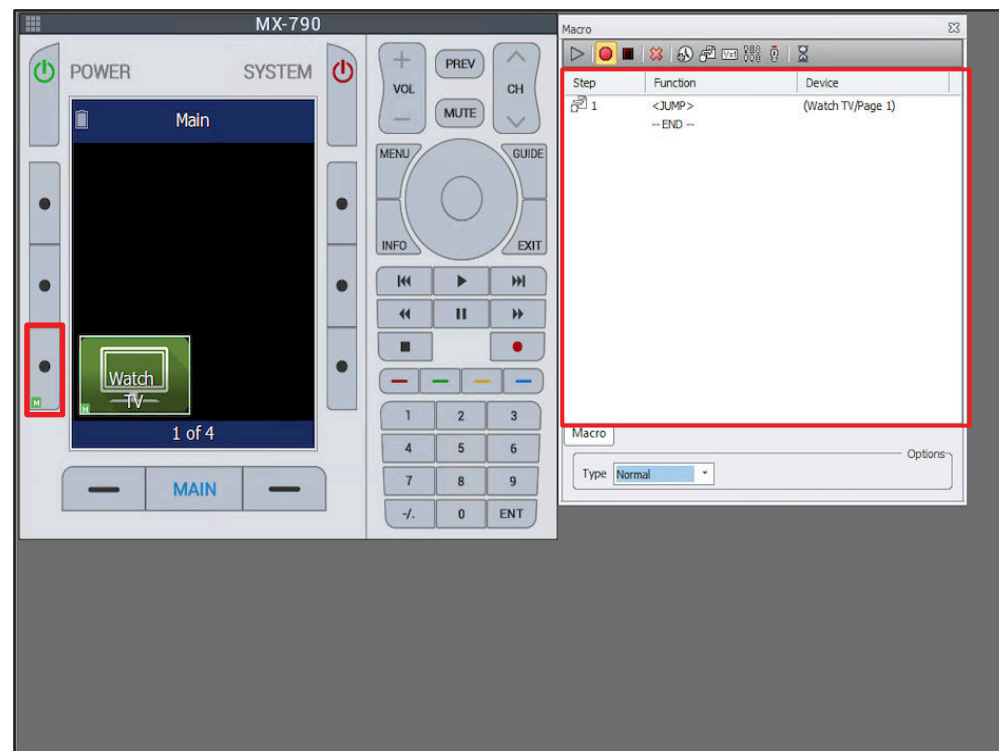 MX-790
POWER
SYSTEM
Main
Watch
TV
1 of 4
MAIN
VOL
PREV
MUTE
CH
MENU
GUIDE
INFO
EXIT
1 2 3
4 5 6
7 8 9
-/. 0 ENT
M
M
Macro
Step Function Device
1 <JUMP> (Watch TV/Page 1)
-- END --
Macro
Options
Type Normal